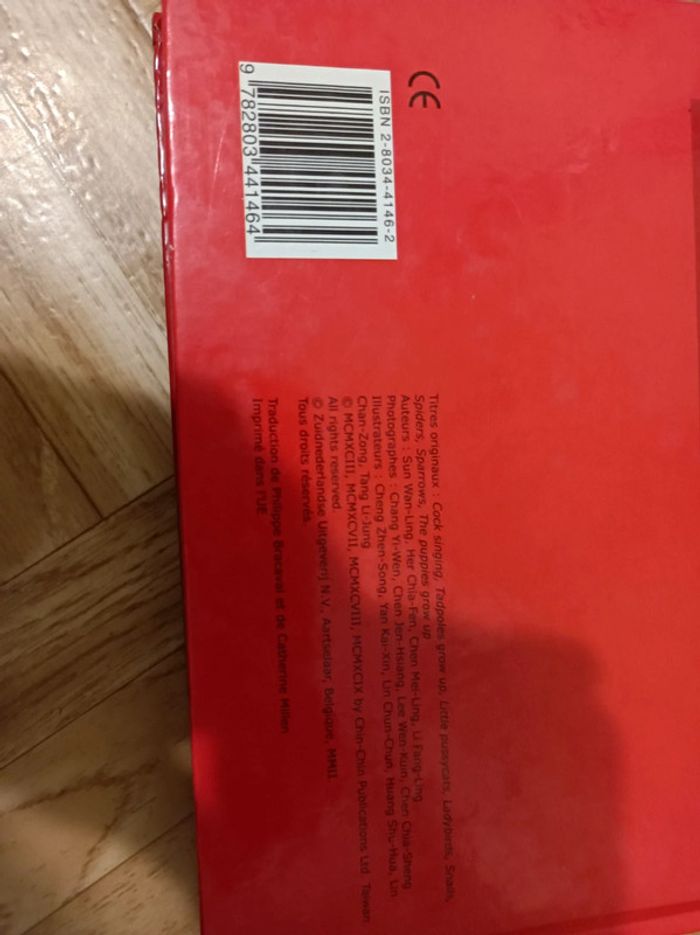 CE
ISBN 2-8034-4146-2
9 782803 441464
Titres originaux : Cock singing, Tadpoles grow up, Little pussycats, Ladybirds, Snails,
Spiders, Sparrows, The puppies grow up
Auteurs : Sun Wan-Ling, Her Chia-Fen, Chen Mei-Ling, Li Fang-Ling
Photographes : Chang Yi-Wen, Chen Jen-Hsiang, Lee Wen-Kuin, Chen Chia-Sheng
Illustrateurs : Cheng Zhen-Song, Yan Kai-Xin, Lin Chun-Chun, Huang Shu-Hua, Lin
Chan-Zong, Tang Li-Jung
© MCMXCIII, MCMXCVII, MCMXCVIII, MCMXCIX by Chin-Chin Publications Ltd Taiwan
All rights reserved.
© Zuidnederlandse Uitgeverij N.V., Aartselaar, Belgique, MMII.
Tous droits réservés.
Traduction de Philippe Bracaval et de Catherine Millen
Imprimé dans l'UE